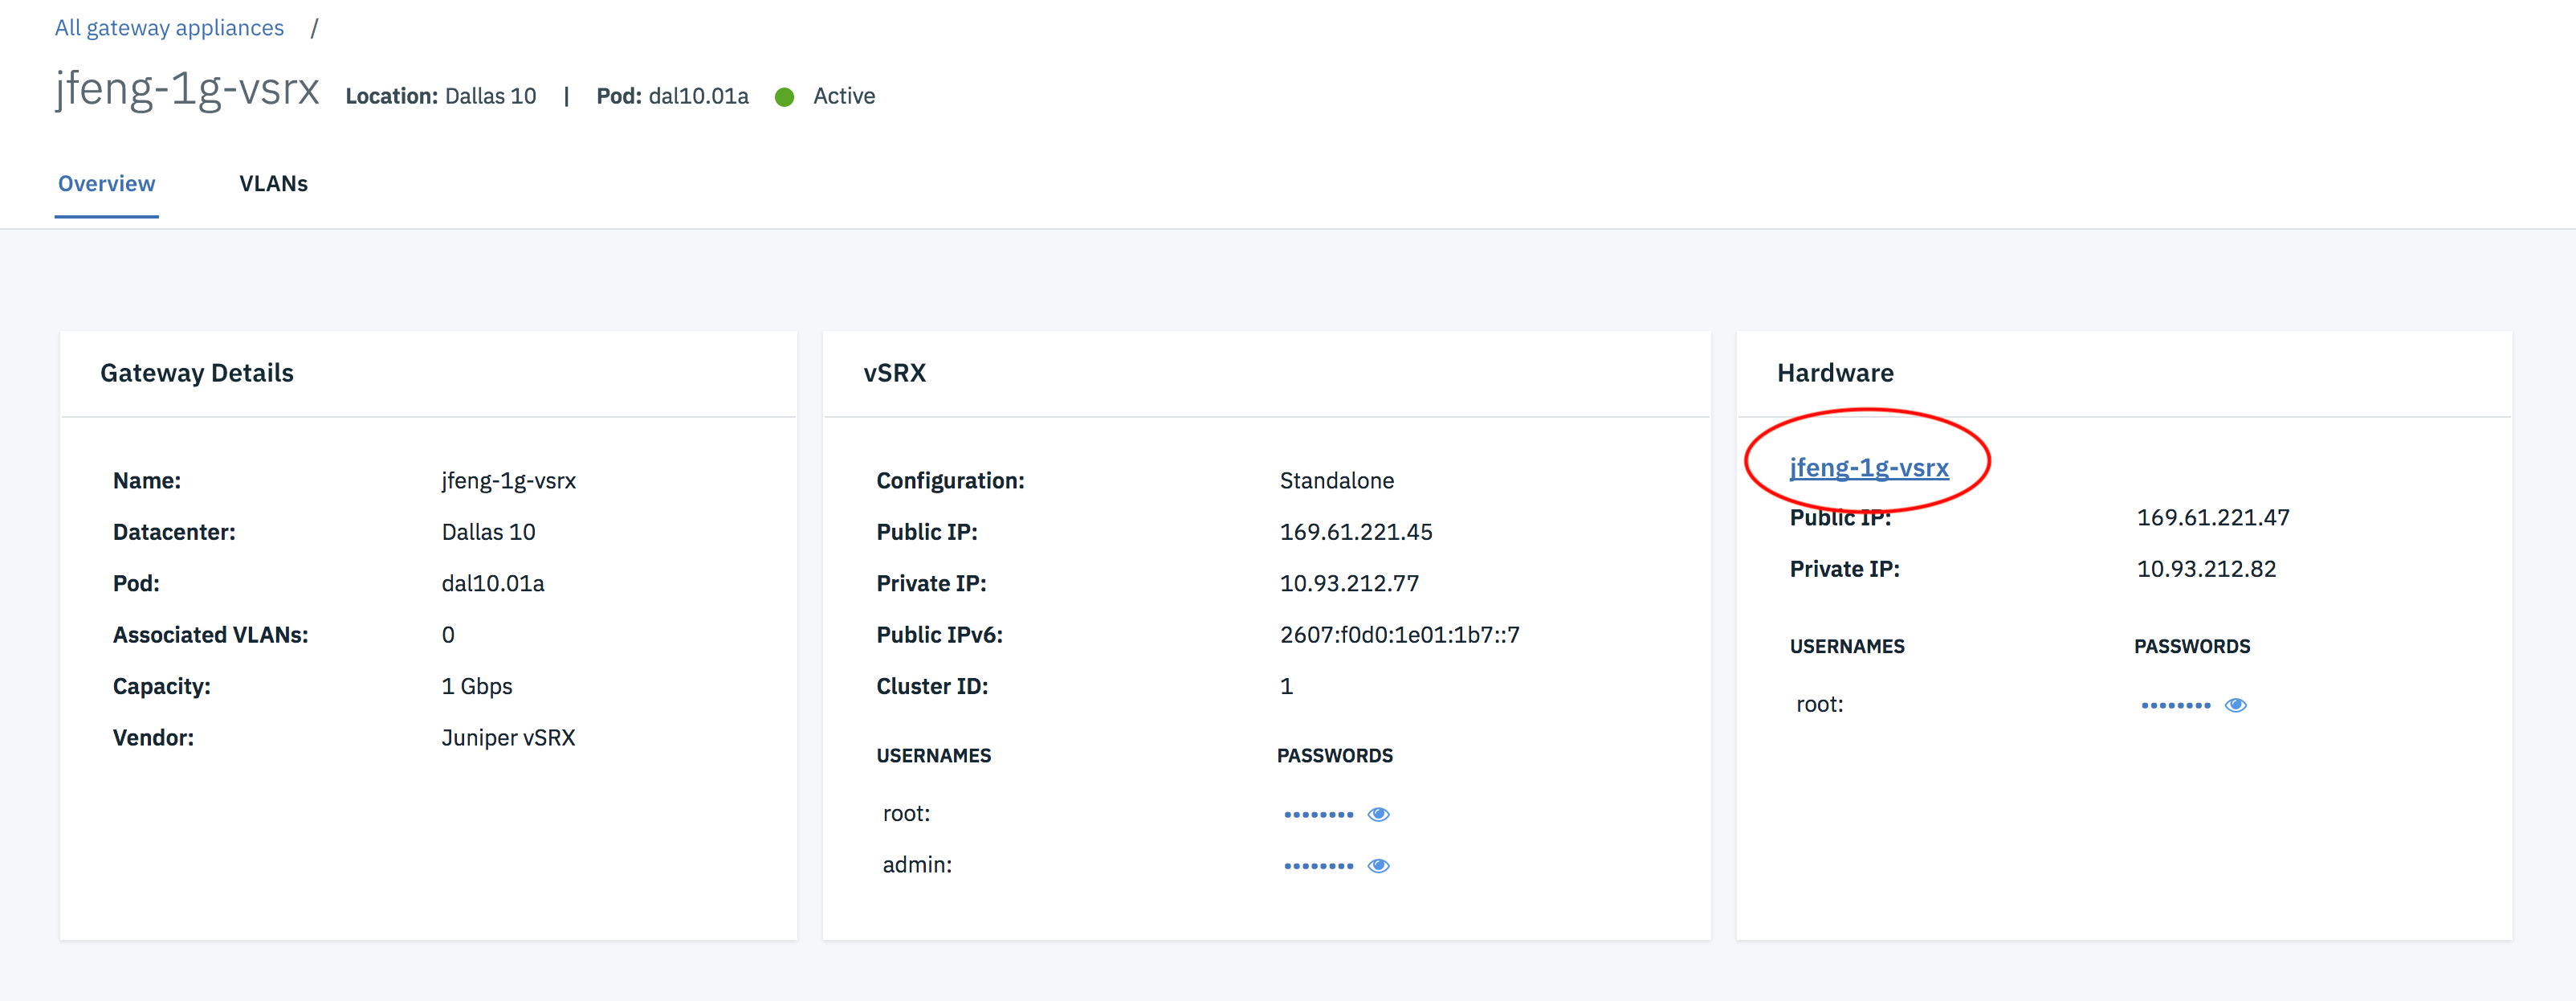 All gateway appliances /
jfeng-1g-vsrx Location: Dallas 10 | Pod: dal10.01a Active
Overview VLANs
Gateway Details
Name: jfeng-1g-vsrx
Datacenter: Dallas 10
Pod: dal10.01a
Associated VLANs: 0
Capacity: 1 Gbps
Vendor: Juniper vSRX
vSRX
Configuration: Standalone
Public IP: 169.61.221.45
Private IP: 10.93.212.77
Public IPv6: 2607:f0d0:1e01:1b7::7
Cluster ID: 1
USERNAMES PASSWORDS
root: ••••••••
admin: ••••••••
Hardware
jfeng-1g-vsrx
Public IP: 169.61.221.47
Private IP: 10.93.212.82
USERNAMES PASSWORDS
root: ••••••••